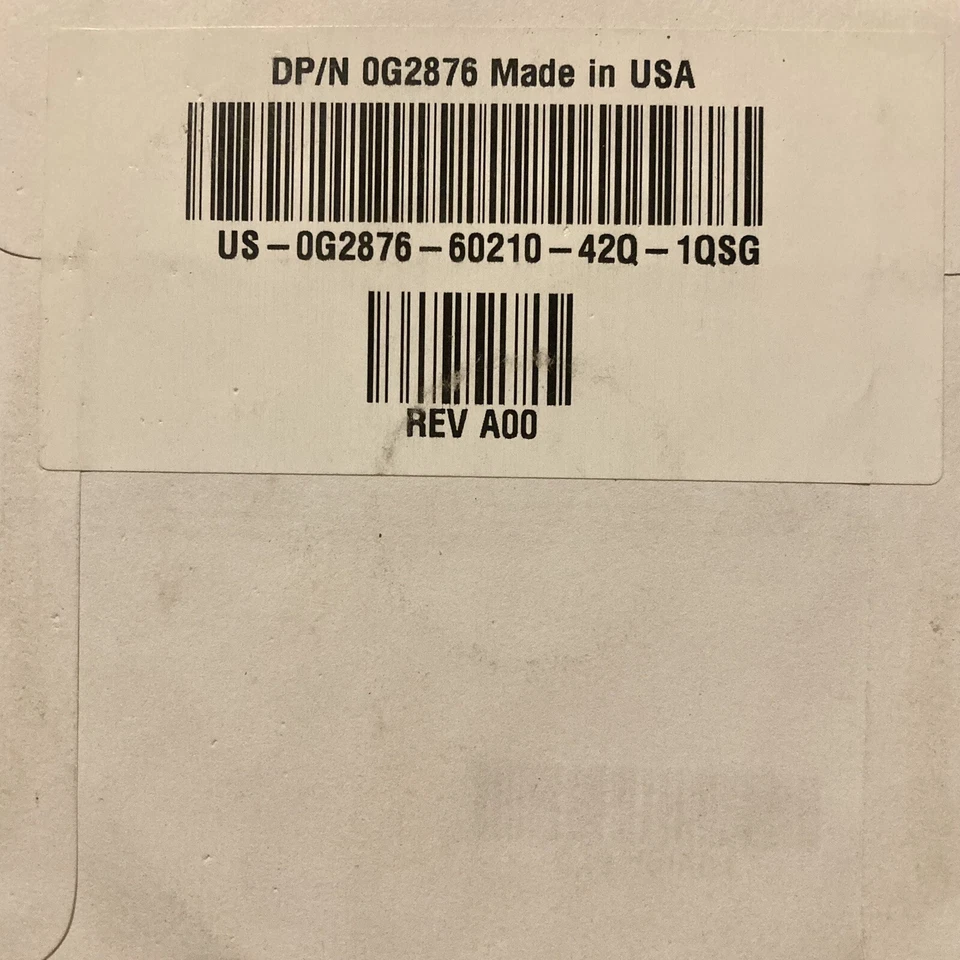 DP/N 0G2876 Made in USA
US-0G2876-60210-42Q-1QSG
REV A00